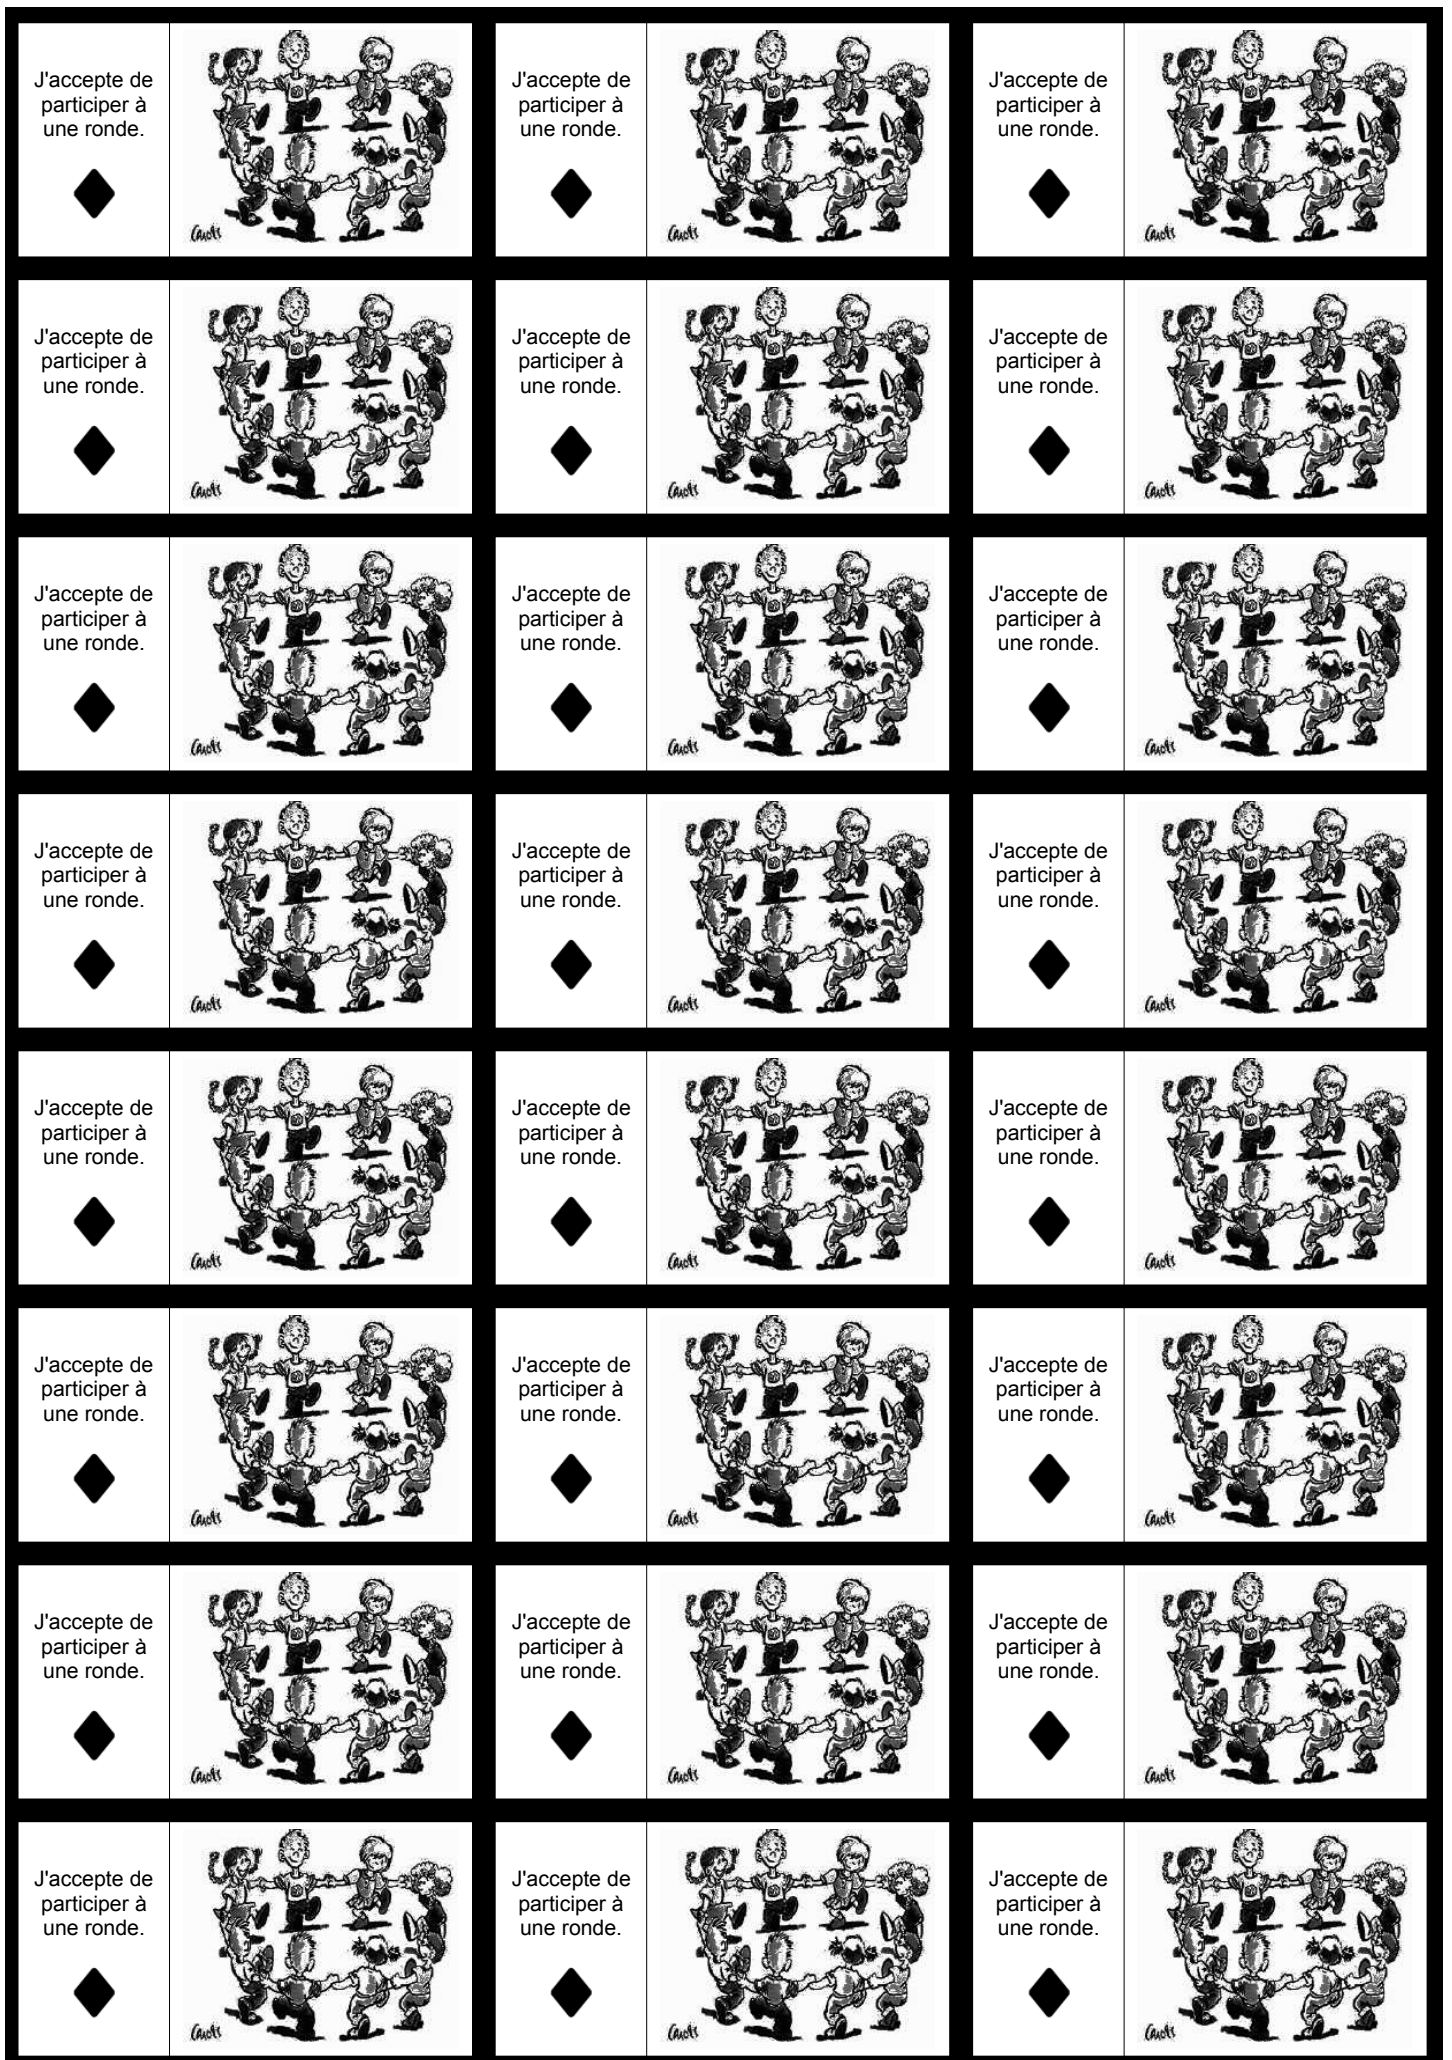 J'accepte de
participer à
une ronde.
J'accepte de
participer à
une ronde.
J'accepte de
participer à
une ronde.
J'accepte de
participer à
une ronde.
J'accepte de
participer à
une ronde.
J'accepte de
participer à
une ronde.
J'accepte de
participer à
une ronde.
J'accepte de
participer à
une ronde.
J'accepte de
participer à
une ronde.
J'accepte de
participer à
une ronde.
J'accepte de
participer à
une ronde.
J'accepte de
participer à
une ronde.
J'accepte de
participer à
une ronde.
J'accepte de
participer à
une ronde.
J'accepte de
participer à
une ronde.
J'accepte de
participer à
une ronde.
J'accepte de
participer à
une ronde.
J'accepte de
participer à
une ronde.
J'accepte de
participer à
une ronde.
J'accepte de
participer à
une ronde.
J'accepte de
participer à
une ronde.
J'accepte de
participer à
une ronde.
J'accepte de
participer à
une ronde.
J'accepte de
participer à
une ronde.